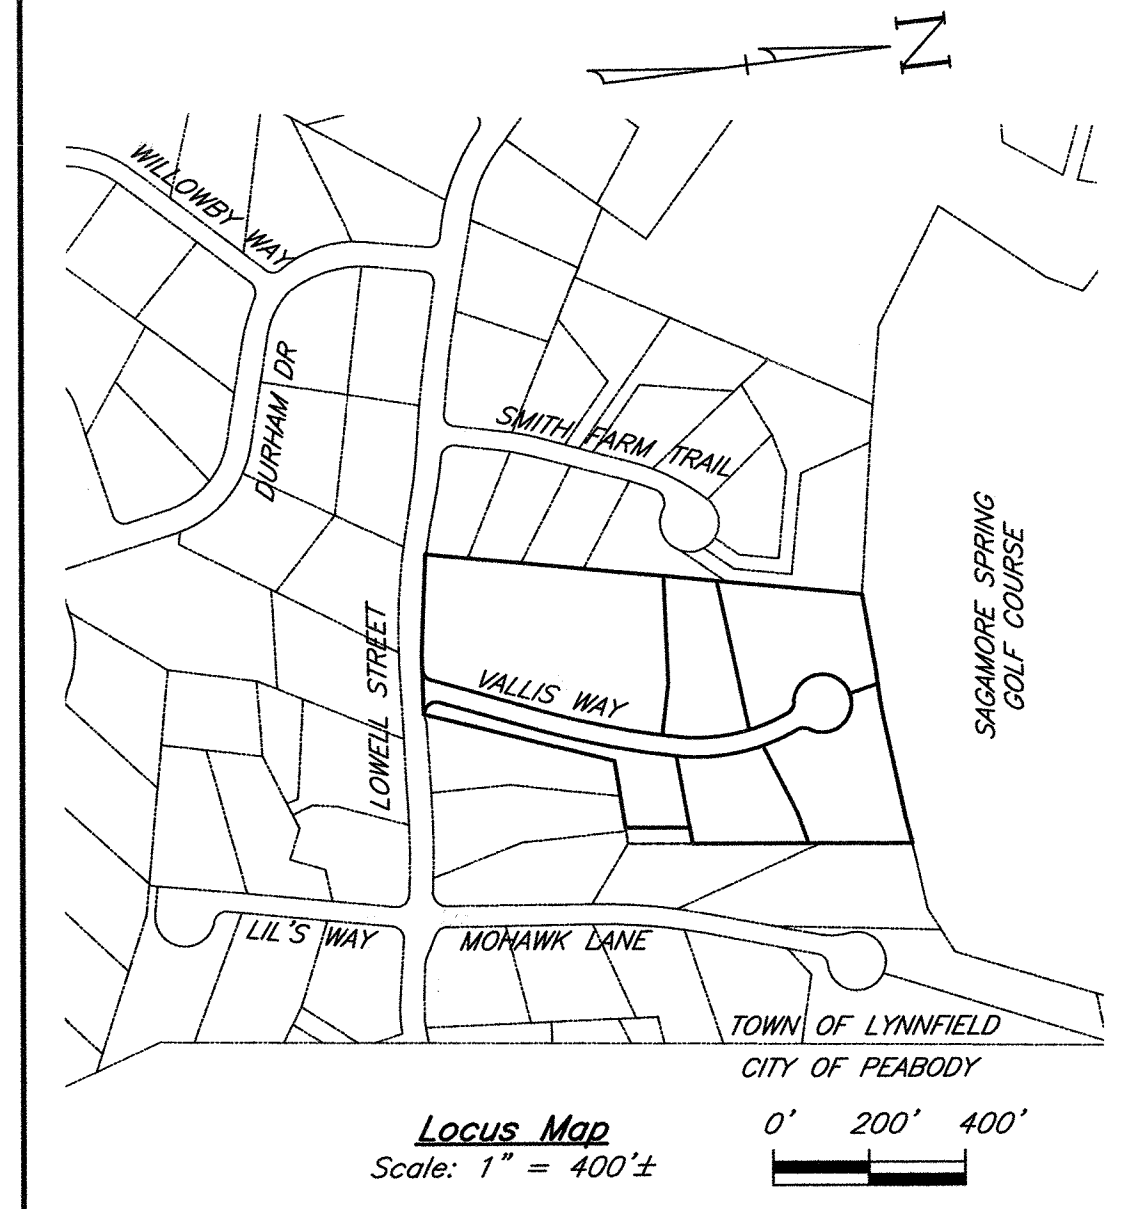 N
WILLOWBY WAY
DURHAM DR
SMITH FARM TRAIL
SAGAMORE SPRING
GOLF COURSE
LOWELL STREET
VALLIS WAY
LIL'S WAY
MOHAWK LANE
TOWN OF LYNNFIELD
CITY OF PEABODY
Locus Map
Scale: 1" = 400'±
0' 200' 400'